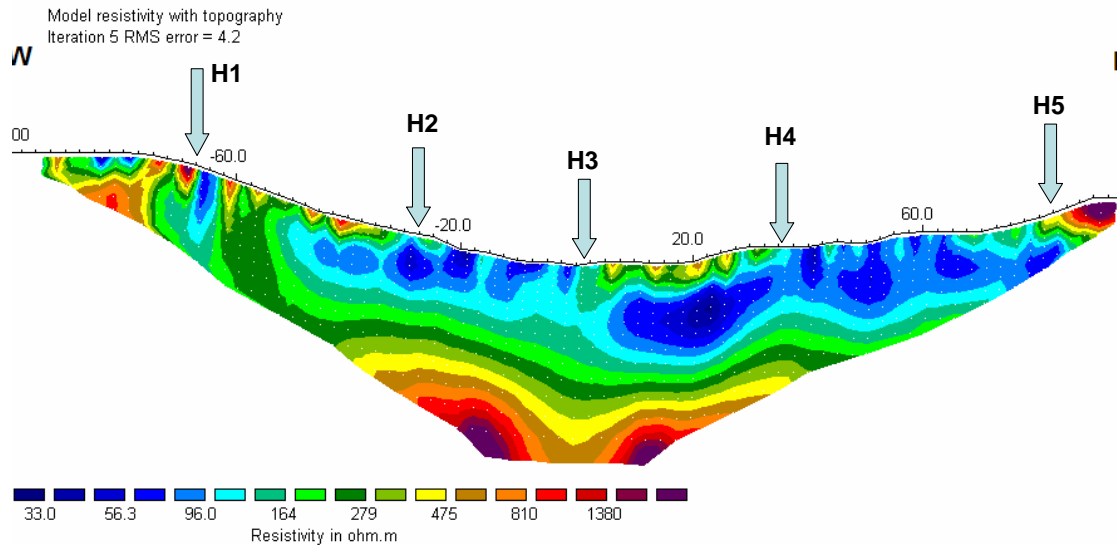 Model resistivity with topography
Iteration 5 RMS error = 4.2
W
H1
H2
H3
H4
H5
00
-60.0
-20.0
20.0
60.0
33.0 56.3 96.0 164 279 475 810 1380
Resistivity in ohm.m